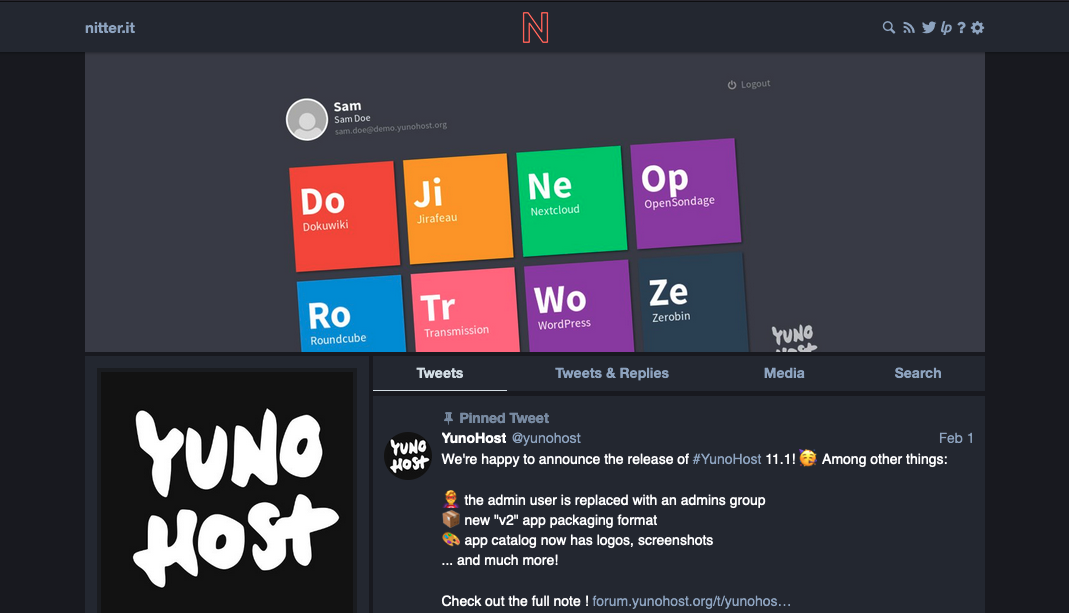 nitter.it
N
lp ?
Logout
Sam
Sam Doe
sam.doe@demo.yunohost.org
Do
Dokuwiki
Ji
Jirafeau
Ne
Nextcloud
Op
OpenSondage
Ro
Roundcube
Tr
Transmission
Wo
WordPress
Ze
Zerobin
YUNO
HOST
Tweets
Tweets & Replies
Media
Search
YUNO
HOST
Pinned Tweet
YUNO
HOST
YunoHost @yunohost
Feb 1
We're happy to announce the release of #YunoHost 11.1! 🥳 Among other things:
🦸 the admin user is replaced with an admins group
📦 new "v2" app packaging format
🎨 app catalog now has logos, screenshots
... and much more!
Check out the full note ! forum.yunohost.org/t/yunohos…